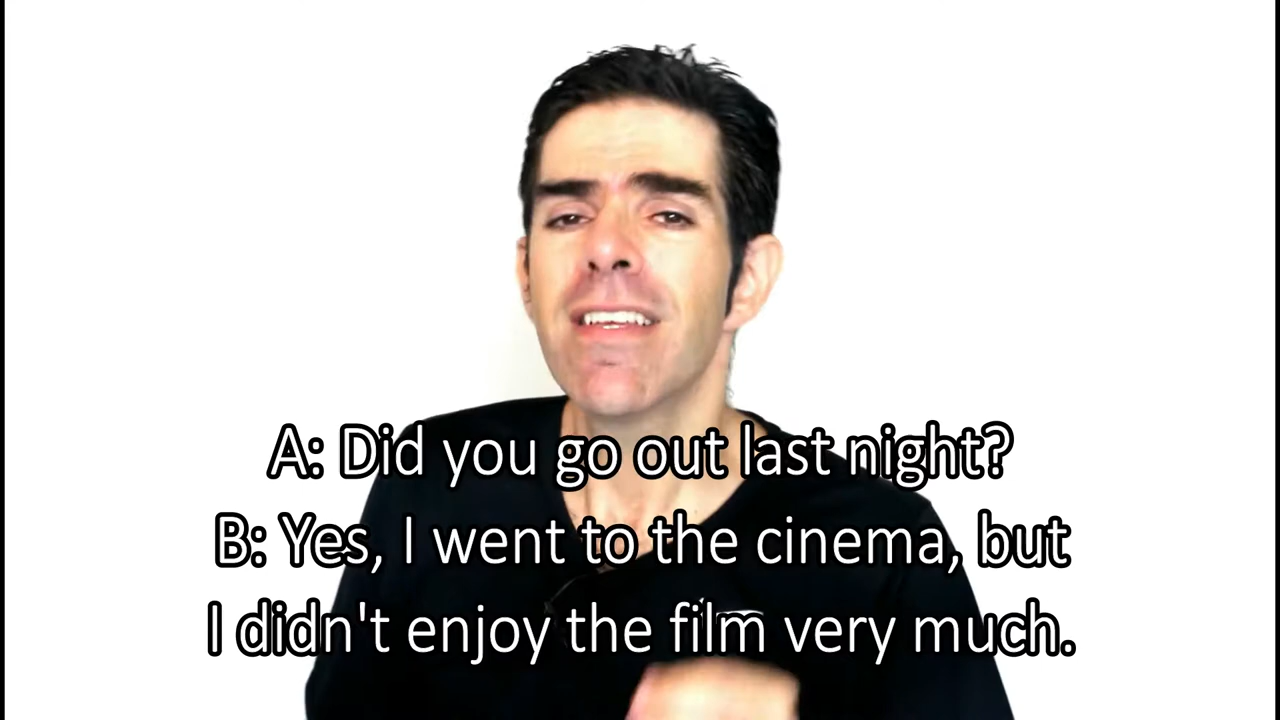 A: Did you go out last night?
B: Yes, I went to the cinema, but
I didn't enjoy the film very much.